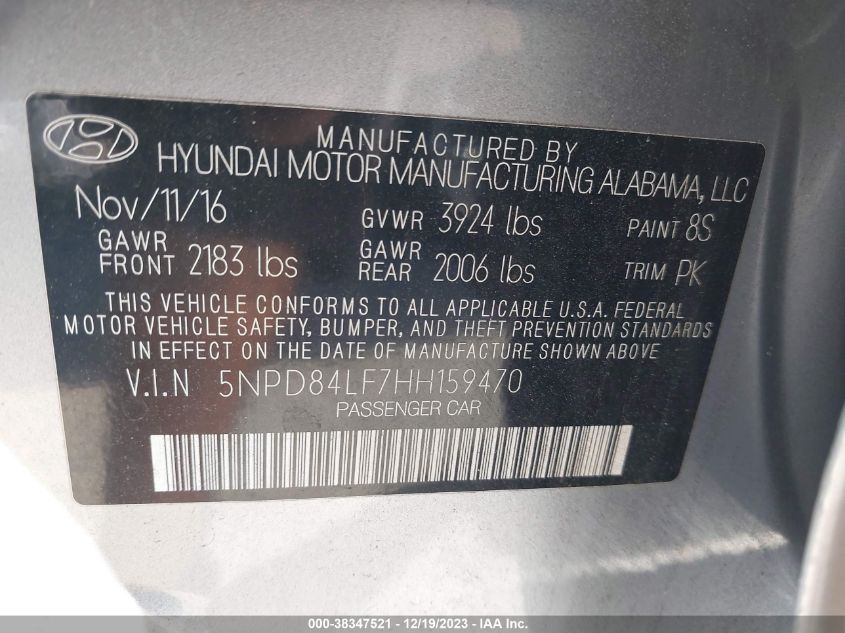 MANUFACTURED BY
HYUNDAI MOTOR MANUFACTURING ALABAMA, LLC
Nov/11/16 GVWR 3924 lbs PAINT 8S
GAWR FRONT 2183 lbs GAWR REAR 2006 lbs TRIM PK
THIS VEHICLE CONFORMS TO ALL APPLICABLE U.S.A. FEDERAL
MOTOR VEHICLE SAFETY, BUMPER, AND THEFT PREVENTION STANDARDS
IN EFFECT ON THE DATE OF MANUFACTURE SHOWN ABOVE
V.I.N 5NPD84LF7HH159470
PASSENGER CAR
000-38347521 - 12/19/2023 - IAA Inc.